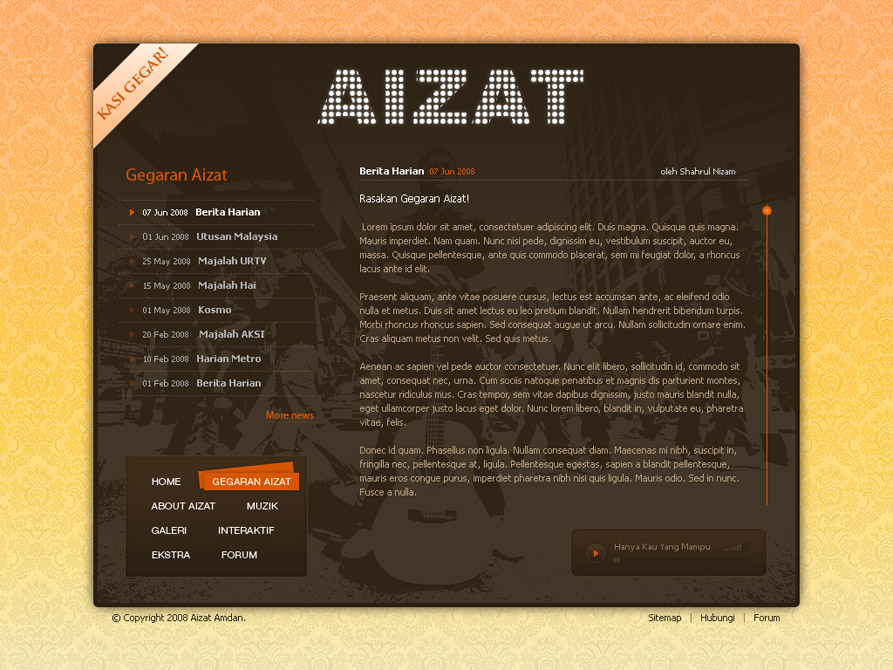 KASI GEGAR!
AIZAT
Gegaran Aizat
07 Jun 2008 Berita Harian
01 Jun 2008 Utusan Malaysia
25 May 2008 Majalah URTV
15 May 2008 Majalah Hai
01 May 2008 Kosmo
20 Feb 2008 Majalah AKSI
10 Feb 2008 Harian Metro
01 Feb 2008 Berita Harian
More news
HOME GEGARAN AIZAT
ABOUT AIZAT MUZIK
GALERI INTERAKTIF
EKSTRA FORUM
Berita Harian 07 Jun 2008 oleh Shahrul Nizam
Rasakan Gegaran Aizat!
Lorem ipsum dolor sit amet, consectetuer adipiscing elit. Duis magna. Quisque quis magna.
Mauris imperdiet. Nam quam. Nunc nisi pede, dignissim eu, vestibulum suscipit, auctor eu,
massa. Quisque pellentesque, ante quis commodo placerat, sem mi feugiat dolor, a rhoncus
lacus ante id elit.
Praesent aliquam, ante vitae posuere cursus, lectus est accumsan ante, ac eleifend odio
nulla et metus. Duis sit amet lectus eu leo pretium blandit. Nullam hendrerit bibendum turpis.
Morbi rhoncus rhoncus sapien. Sed consequat augue ut arcu. Nullam sollicitudin ornare enim.
Cras aliquam metus non velit. Sed quis metus.
Aenean ac sapien vel pede auctor consectetuer. Nunc elit libero, sollicitudin id, commodo sit
amet, consequat nec, urna. Cum sociis natoque penatibus et magnis dis parturient montes,
nascetur ridiculus mus. Cras tempor, sem vitae dapibus dignissim, justo mauris blandit nulla,
eget ullamcorper justo lacus eget dolor. Nunc lorem libero, blandit in, vulputate eu, pharetra
vitae, felis.
Donec id quam. Phasellus non ligula. Nullam consequat diam. Maecenas mi nibh, suscipit in,
fringilla nec, pellentesque at, ligula. Pellentesque egestas, sapien a blandit pellentesque,
mauris eros congue purus, imperdiet pharetra nibh nisi quis ligula. Mauris odio. Sed in nunc.
Fusce a nulla.
Hanya Kau Yang Mampu
© Copyright 2008 Aizat Amdan. Sitemap | Hubungi | Forum